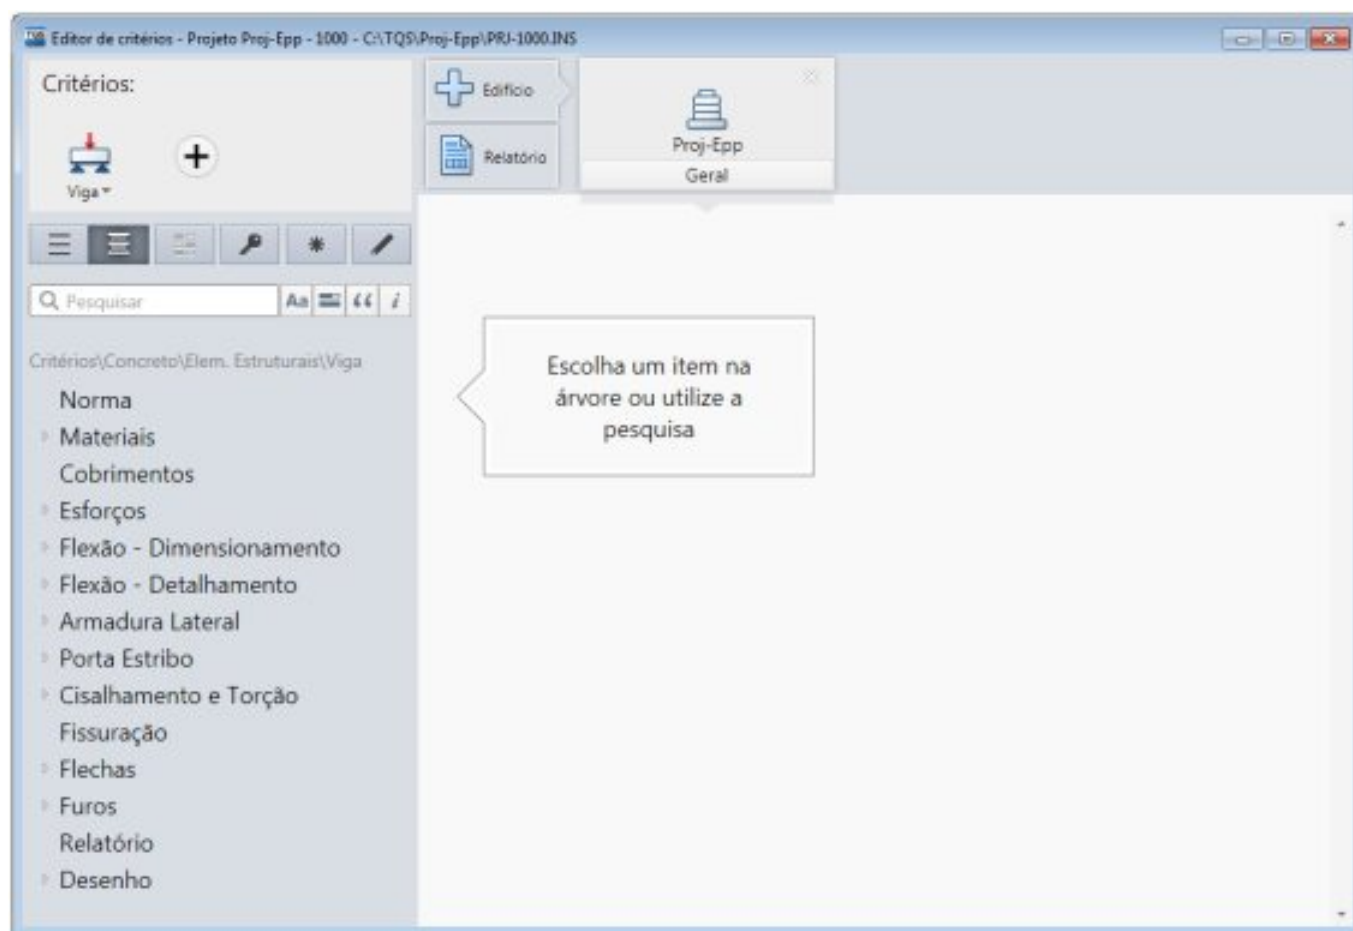 Editor de critérios - Projeto Proj-Epp - 1000 - C:\TQS\Proj-Epp\PRJ-1000.INS
Critérios:
Viga
Edifício
Relatório
Proj-Epp
Geral
Pesquisar
Aa
Critérios\Concreto\Elem. Estruturais\Viga
Norma
Materiais
Cobrimentos
Esforços
Flexão - Dimensionamento
Flexão - Detalhamento
Armadura Lateral
Porta Estribo
Cisalhamento e Torção
Fissuração
Flechas
Furos
Relatório
Desenho
Escolha um item na
árvore ou utilize a
pesquisa